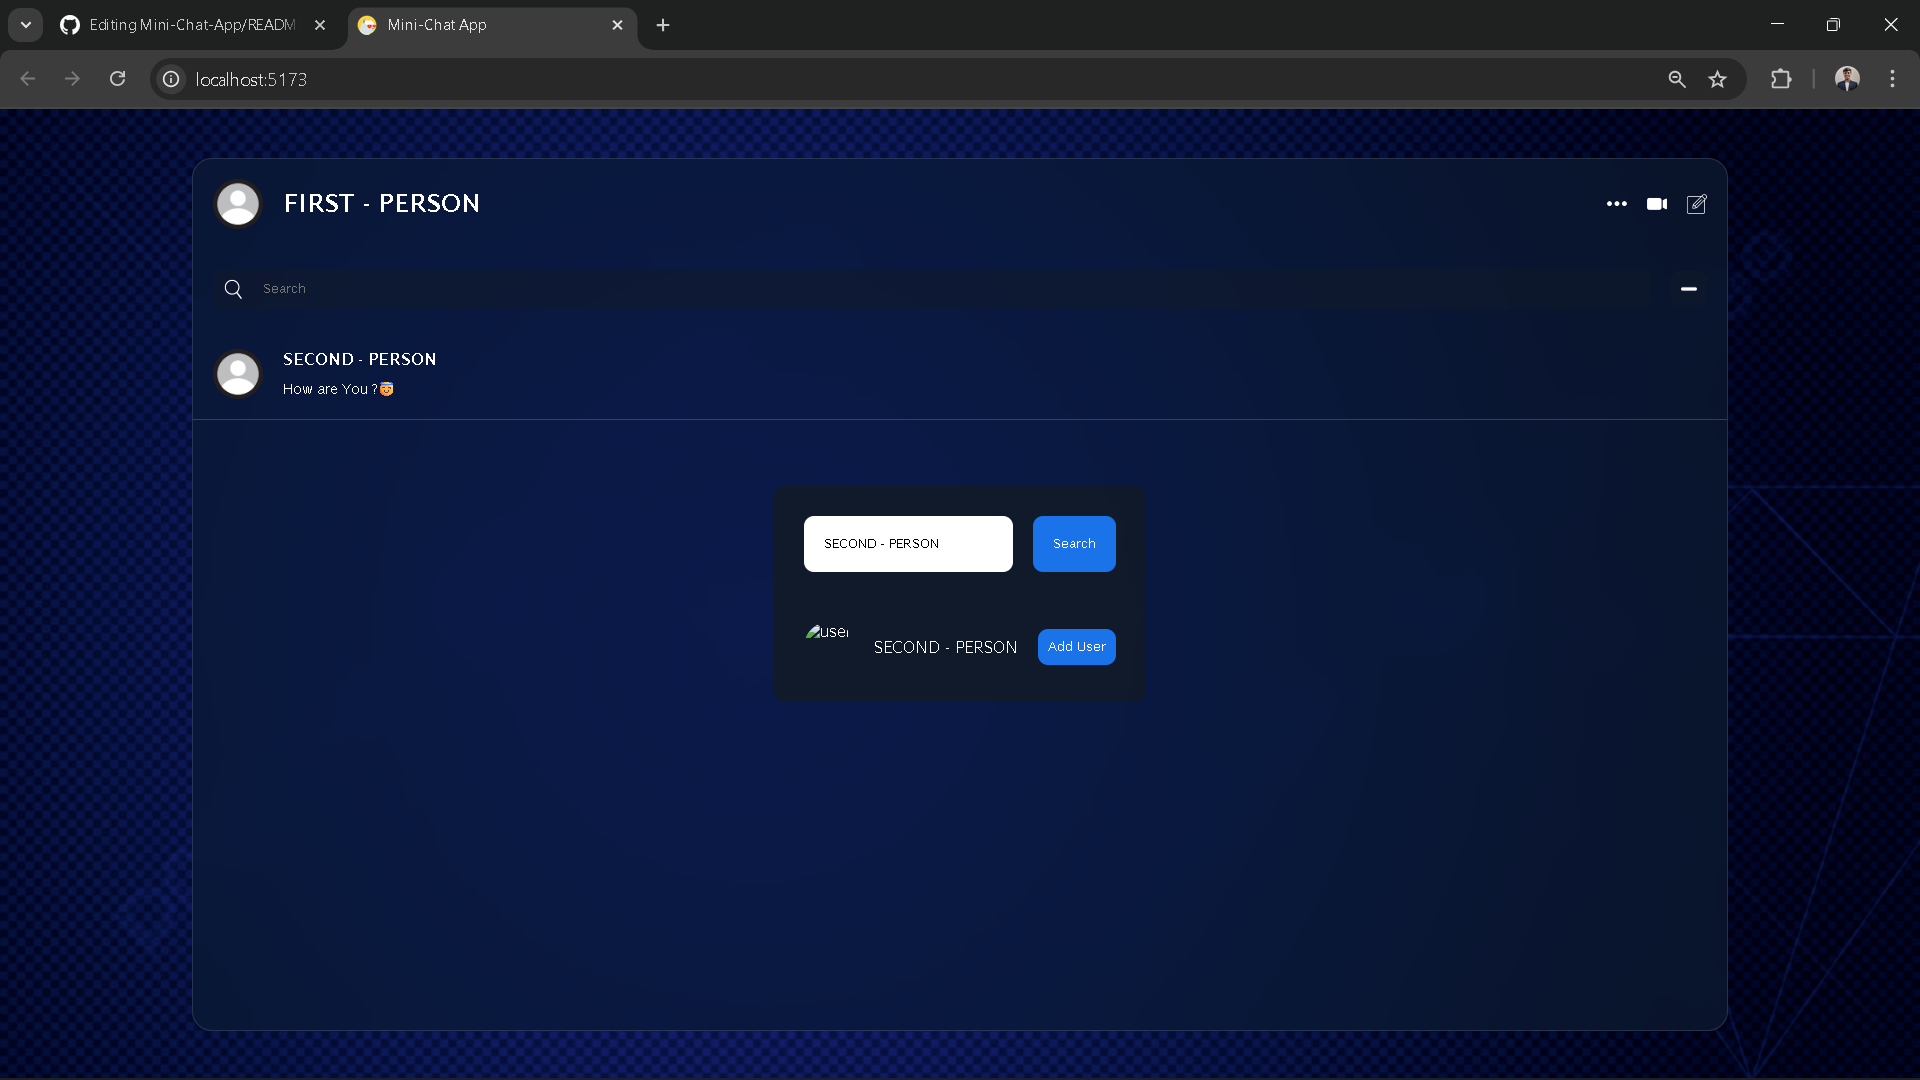 Editing Mini-Chat-App/READM
Mini-Chat App
localhost:5173
FIRST - PERSON
Search
SECOND - PERSON
How are You ?😇
SECOND - PERSON
Search
user
SECOND - PERSON
Add User